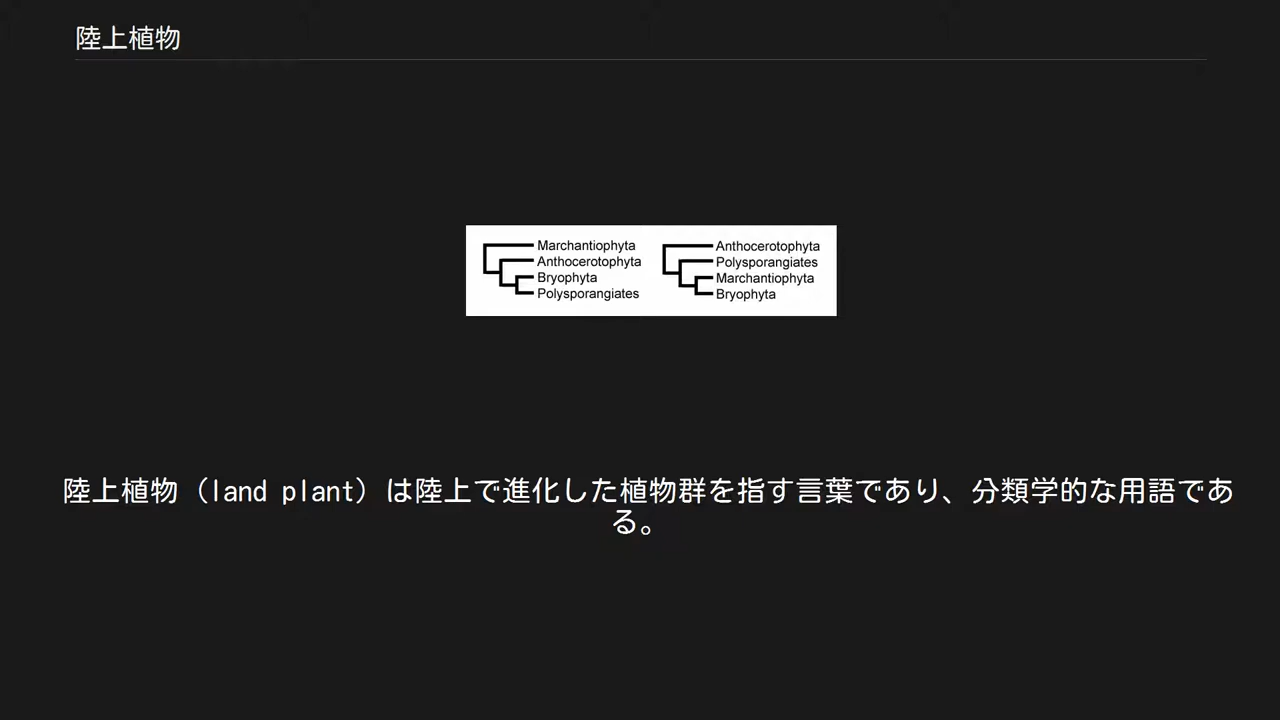 陸上植物
Marchantiophyta
Anthocerotophyta
Bryophyta
Polysporangiates
Anthocerotophyta
Polysporangiates
Marchantiophyta
Bryophyta
陸上植物（land plant）は陸上で進化した植物群を指す言葉であり、分類学的な用語であ
る。